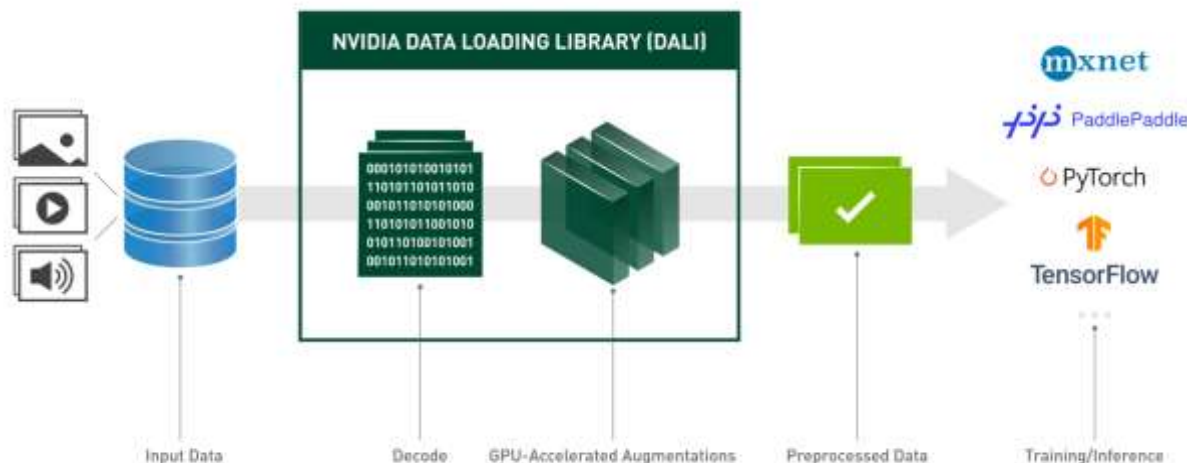 NVIDIA DATA LOADING LIBRARY (DALI)
mxnet
PaddlePaddle
PyTorch
TensorFlow
000101010010101
110101101011010
001011010101000
110101011001010
010110100101001
001011010101001
Input Data
Decode
GPU-Accelerated Augmentations
Preprocessed Data
Training/Inference